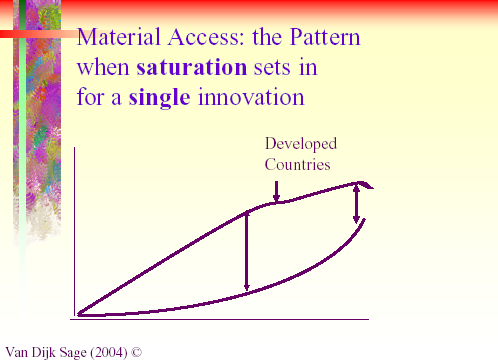 Material Access: the Pattern
when saturation sets in
for a single innovation
Developed
Countries
Van Dijk Sage (2004) ©